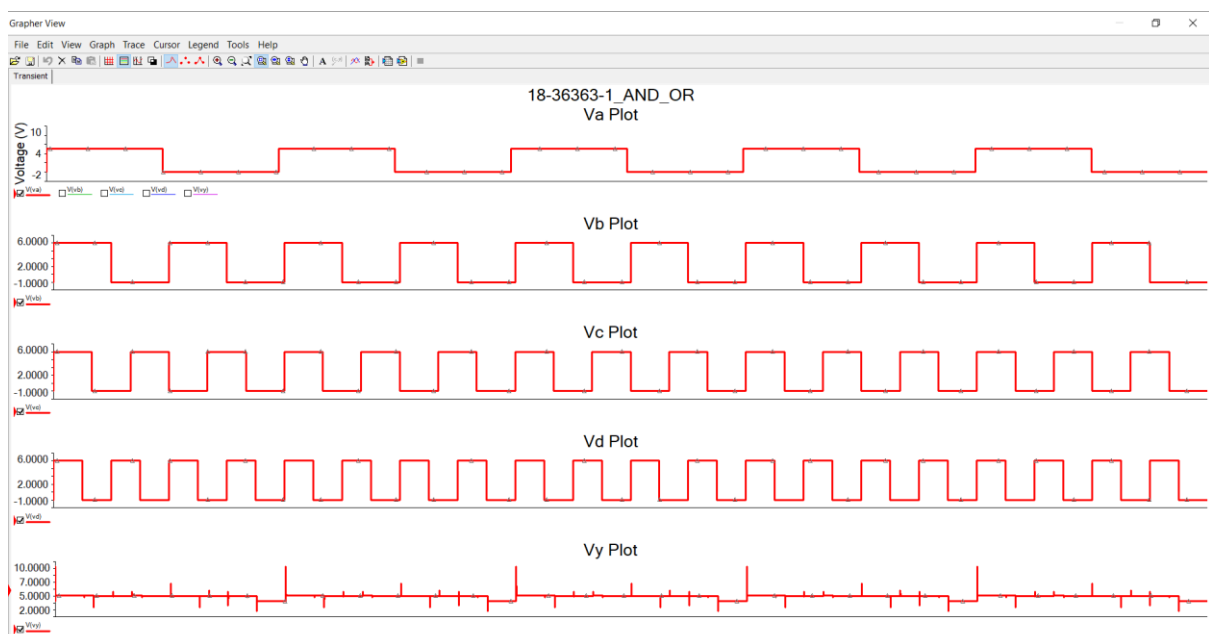 Grapher View
File Edit View Graph Trace Cursor Legend Tools Help
A
Transient
18-36363-1_AND_OR
Va Plot
Voltage (V)
10
4
-2
V(va) V(vb) V(vc) V(vd) V(vy)
Vb Plot
6.0000
2.0000
-1.0000
V(vb)
Vc Plot
6.0000
2.0000
-1.0000
V(vc)
Vd Plot
6.0000
2.0000
-1.0000
V(vd)
Vy Plot
10.0000
7.0000
5.0000
2.0000
V(vy)